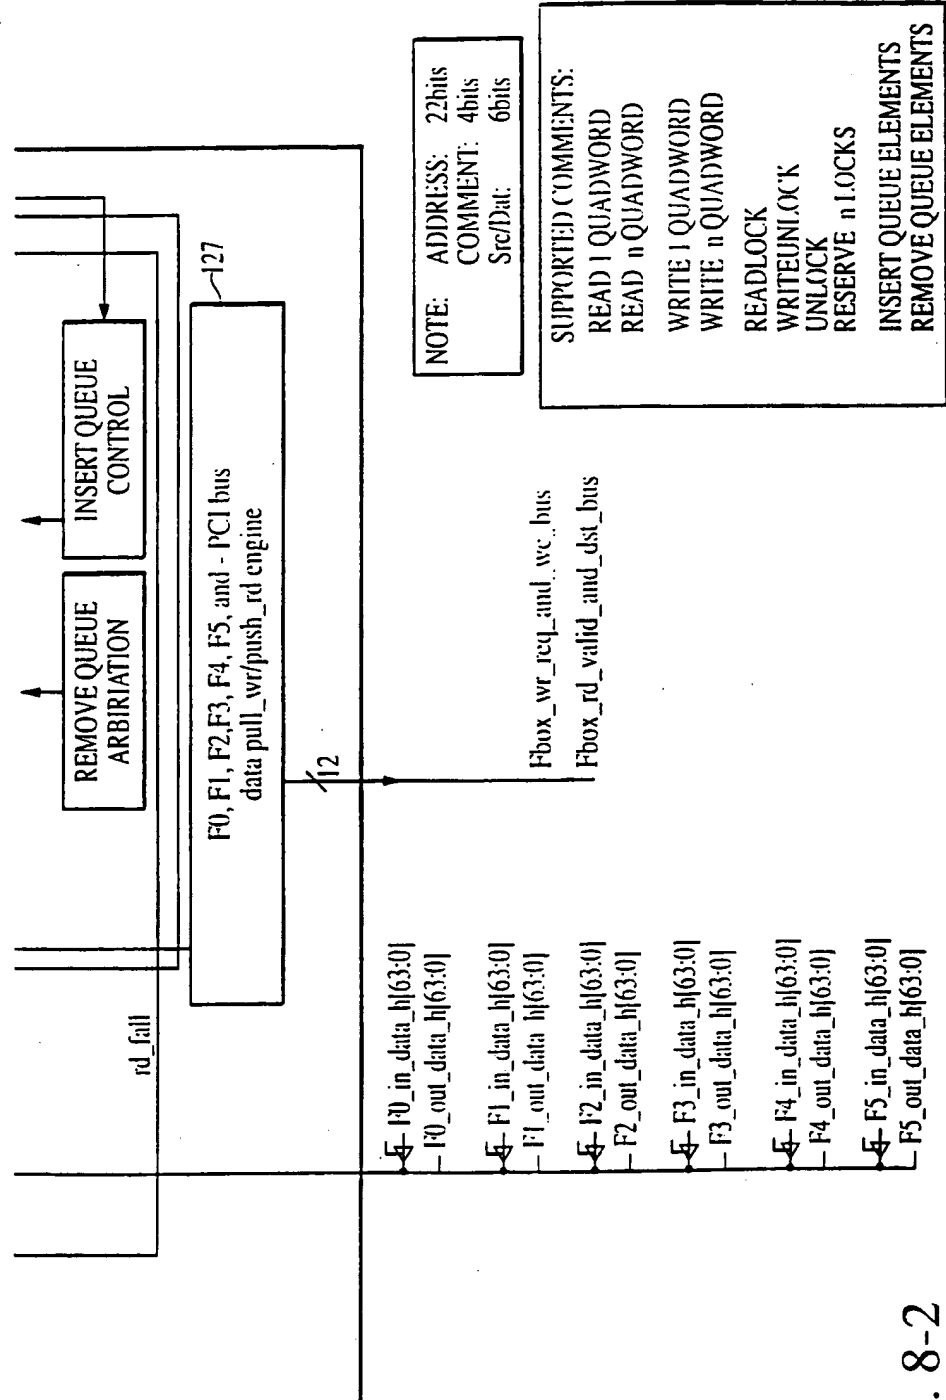 REMOVE QUEUE
ARBIRIATION
INSERT QUEUE
CONTROL
rd_fall
F0, F1, F2,F3, F4, F5, and - PCI bus
data pull_wr/push_rd engine
127
12
F0_in_data_h[63:0]
F0_out_data_h[63:0]
F1_in_data_h[63:0]
F1_out_data h[63:0]
F2_in_data_h[63:0]
F2_out_data_h[63:0]
F3_in_data_h[63:0]
F3_out_data_h[63:0]
F4_in_data_h[63:0]
F4_out_data_h[63:0]
F5_in_data_h[63:0]
F5_out_data_h[63:0]
Fbox_wr_req_and_wc_bus
Fbox_rd_valid_and_dst_bus
NOTE: ADDRESS: 22bits
COMMENT: 4bits
Src/Dat: 6bits
SUPPORTED COMMENTS:
READ 1 QUADWORD
READ n QUADWORD
WRITE 1 QUADWORD
WRITE n QUADWORD
READLOCK
WRITEUNLOCK
UNLOCK
RESERVE n LOCKS
INSERT QUEUE ELEMENTS
REMOVE QUEUE ELEMENTS
. 8-2